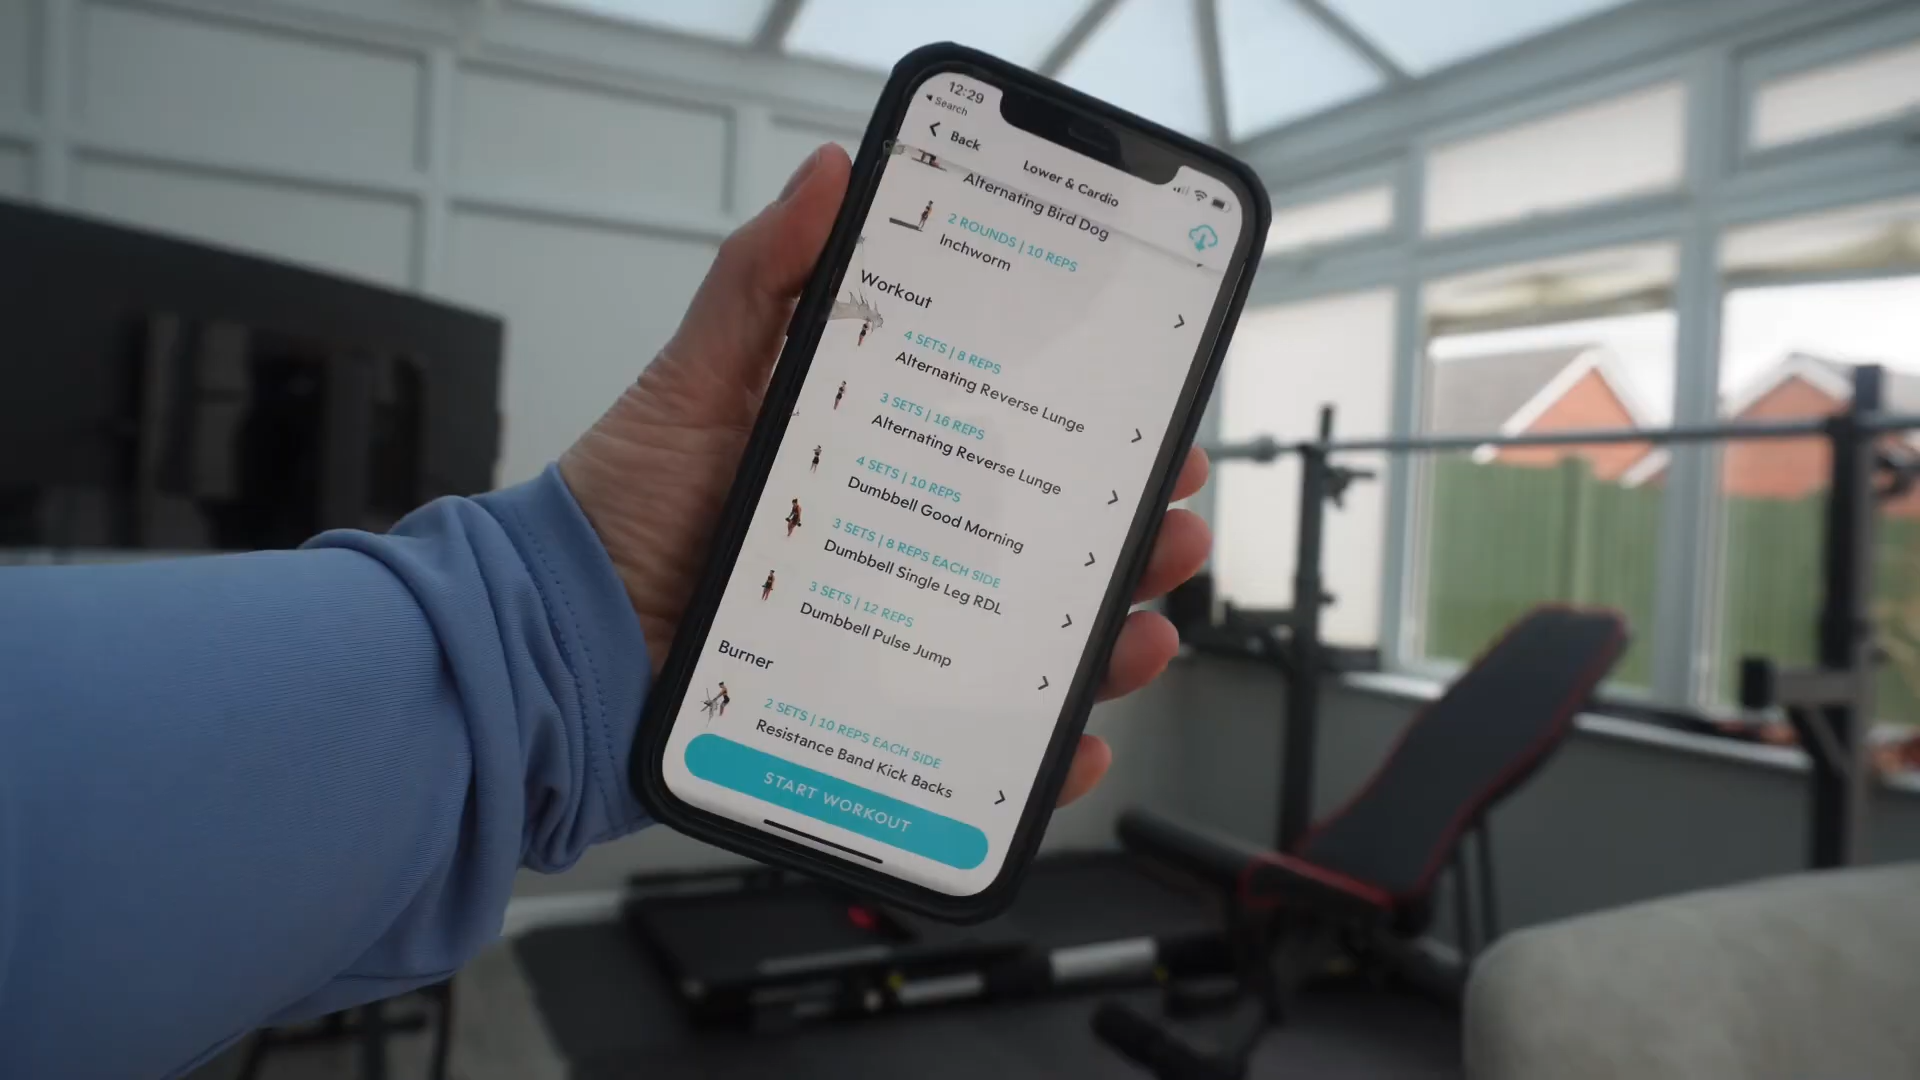 12:29
Search
Back
Lower & Cardio
Alternating Bird Dog
2 ROUNDS | 10 REPS
Inchworm
Workout
4 SETS | 8 REPS
Alternating Reverse Lunge
3 SETS | 16 REPS
Alternating Reverse Lunge
4 SETS | 10 REPS
Dumbbell Good Morning
3 SETS | 8 REPS EACH SIDE
Dumbbell Single Leg RDL
3 SETS | 12 REPS
Dumbbell Pulse Jump
Burner
2 SETS | 10 REPS EACH SIDE
Resistance Band Kick Backs
START WORKOUT